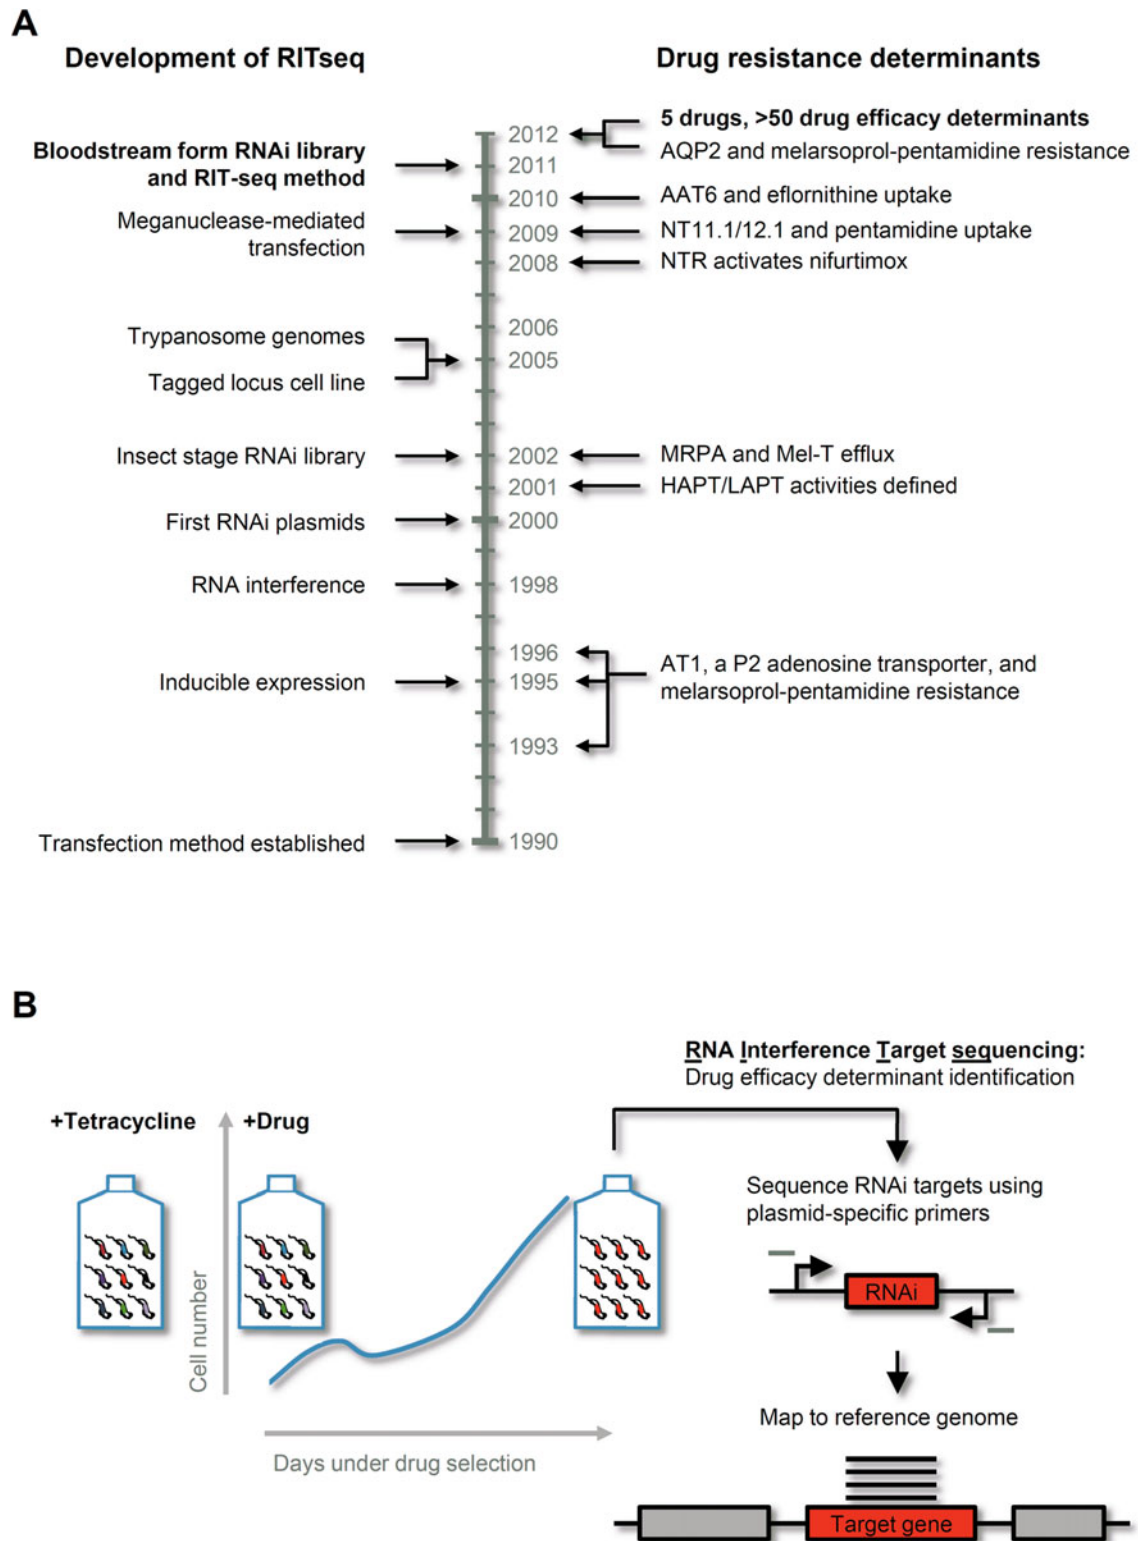 A
Development of RITseq
Drug resistance determinants
5 drugs, >50 drug efficacy determinants
2012
AQP2 and melarsoprol-pentamidine resistance
Bloodstream form RNAi library
and RIT-seq method
2011
2010
AAT6 and eflornithine uptake
Meganuclease-mediated
transfection
2009
NT11.1/12.1 and pentamidine uptake
2008
NTR activates nifurtimox
2006
Trypanosome genomes
2005
Tagged locus cell line
Insect stage RNAi library
2002
MRPA and Mel-T efflux
2001
HAPT/LAPT activities defined
First RNAi plasmids
2000
RNA interference
1998
1996
AT1, a P2 adenosine transporter, and
melarsoprol-pentamidine resistance
Inducible expression
1995
1993
Transfection method established
1990
B
RNA Interference Target sequencing:
Drug efficacy determinant identification
+Tetracycline
+Drug
Cell number
Days under drug selection
Sequence RNAi targets using
plasmid-specific primers
RNAi
Map to reference genome
Target gene